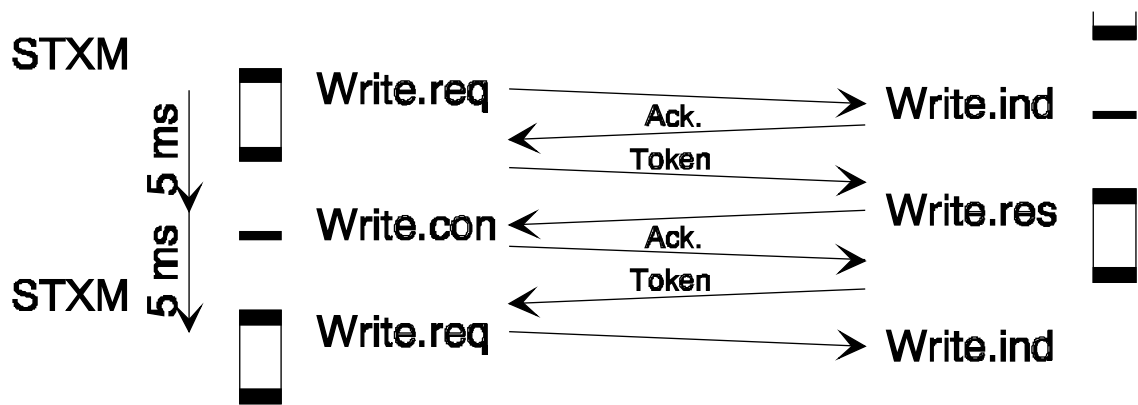 STXM
Write.req
Write.ind
Ack.
5 ms
Token
Write.res
Write.con
Ack.
5 ms
Token
STXM
Write.req
Write.ind